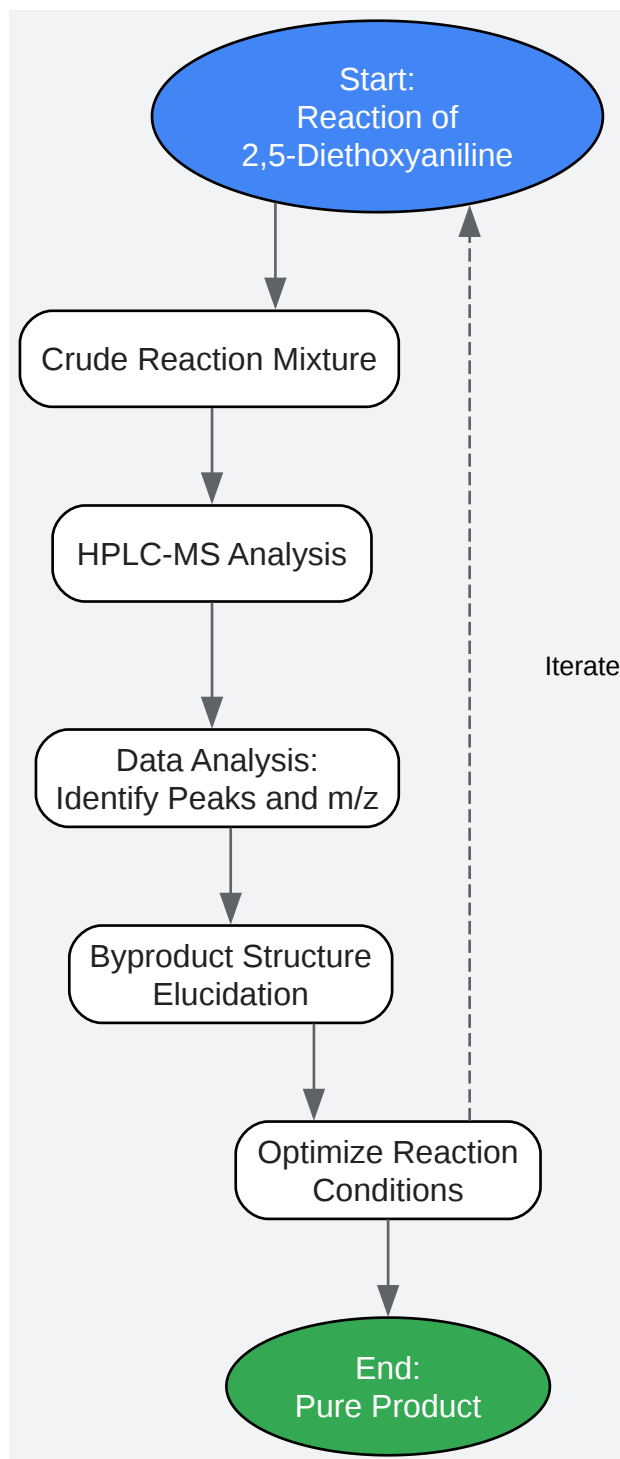 Start:
Reaction of
2,5-Diethoxyaniline
Crude Reaction Mixture
HPLC-MS Analysis
Iterate
Data Analysis:
Identify Peaks and m/z
Byproduct Structure
Elucidation
Optimize Reaction
Conditions
End:
Pure Product